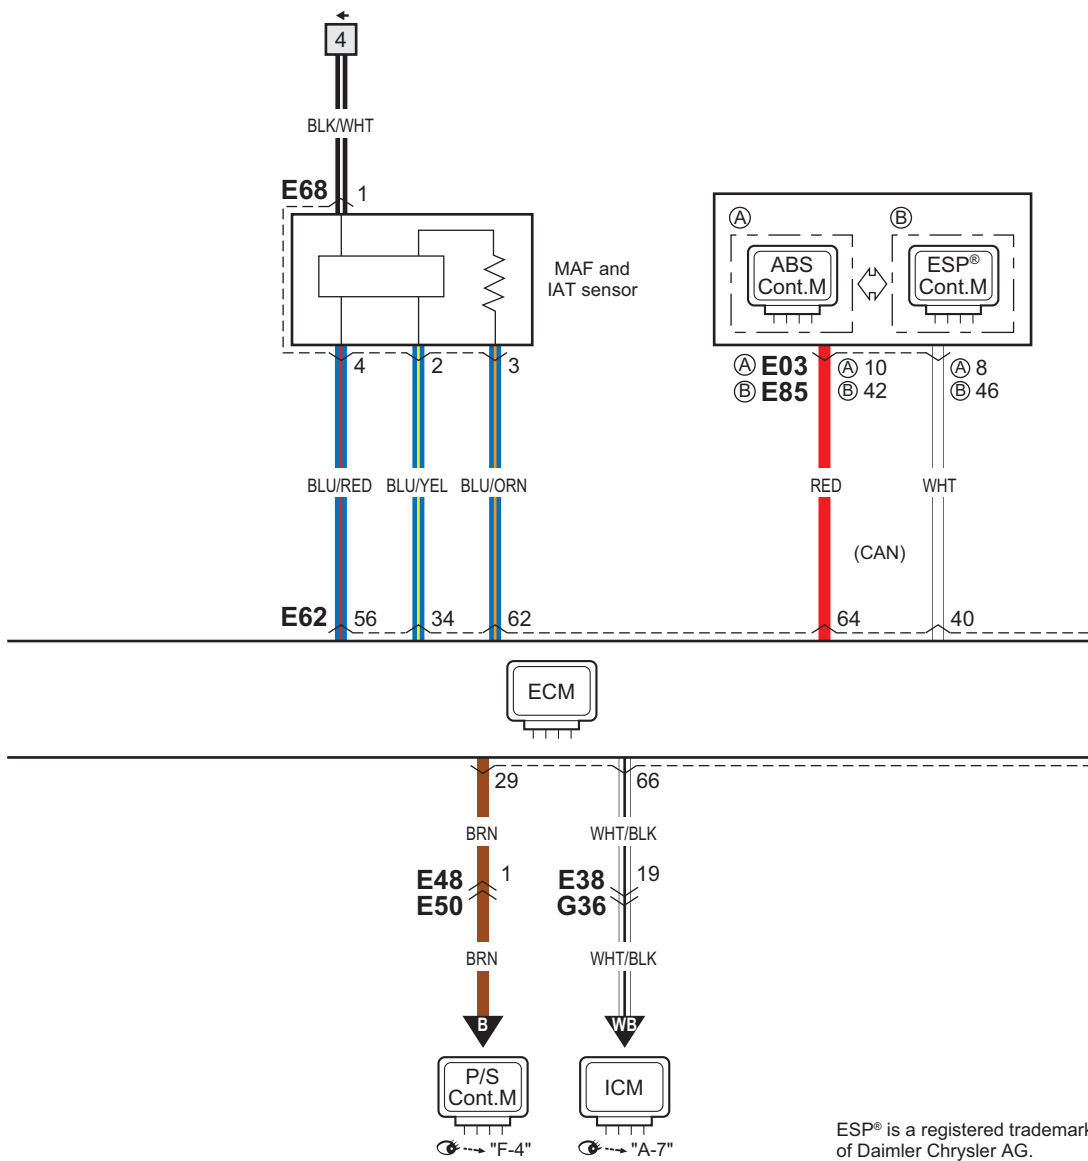 4
BLK/WHT
E68 1
MAF and
IAT sensor
4 2 3
BLU/RED BLU/YEL BLU/ORN
E62 56 34 62
A B
ABS
Cont.M
ESP®
Cont.M
A E03 A 10 A 8
B E85 B 42 B 46
RED WHT
(CAN)
64 40
ECM
29 66
BRN WHT/BLK
E48 1 E38 19
E50 G36
BRN WHT/BLK
B WB
P/S
Cont.M
ICM
"F-4" "A-7"
ESP® is a registered trademark
of Daimler Chrysler AG.